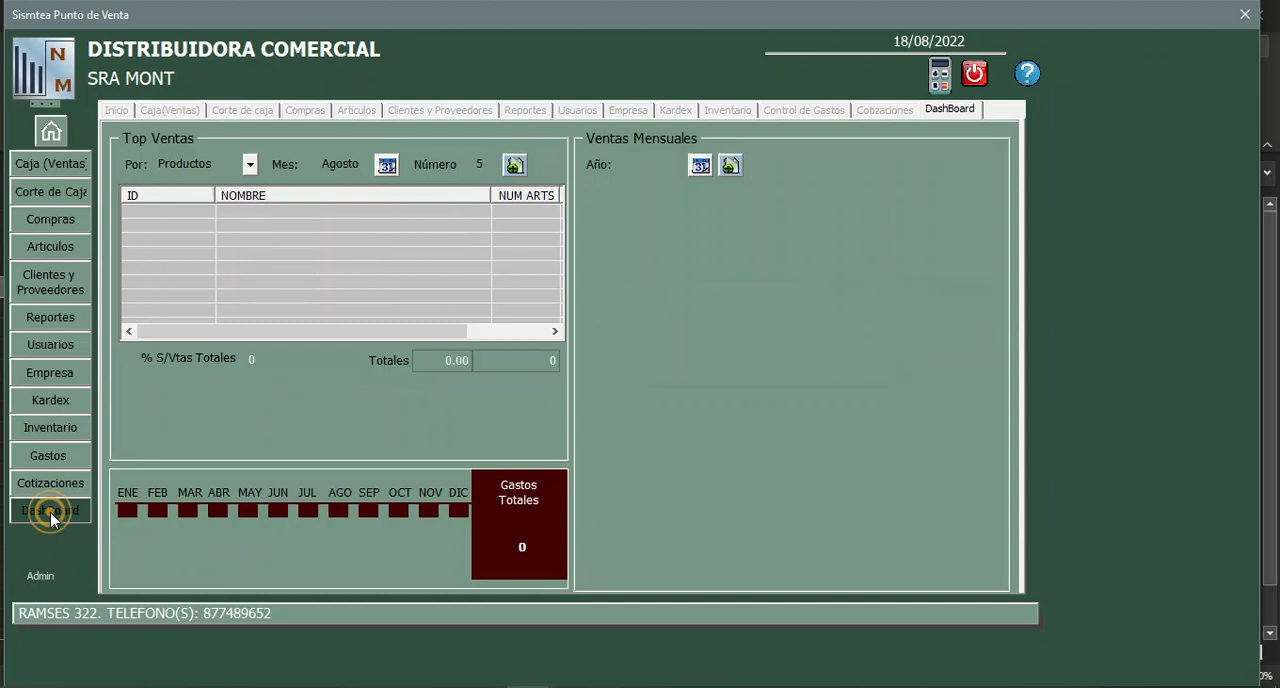 Sismtea Punto de Venta
N
M
DISTRIBUIDORA COMERCIAL
SRA MONT
18/08/2022
Inicio Caja(Ventas) Corte de caja Compras Articulos Clientes y Proveedores Reportes Usuarios Empresa Kardex Inventario Control de Gastos Cotizaciones DashBoard
Caja (Ventas)
Corte de Caja
Compras
Articulos
Clientes y
Proveedores
Reportes
Usuarios
Empresa
Kardex
Inventario
Gastos
Cotizaciones
DashBoard
Admin
Top Ventas
Por: Productos Mes: Agosto 31 Número 5
ID NOMBRE NUM ARTS
% S/Vtas Totales 0 Totales 0.00 0
ENE FEB MAR ABR MAY JUN JUL AGO SEP OCT NOV DIC
Gastos
Totales
0
Ventas Mensuales
Año: 31
RAMSES 322. TELEFONO(S): 877489652
0%